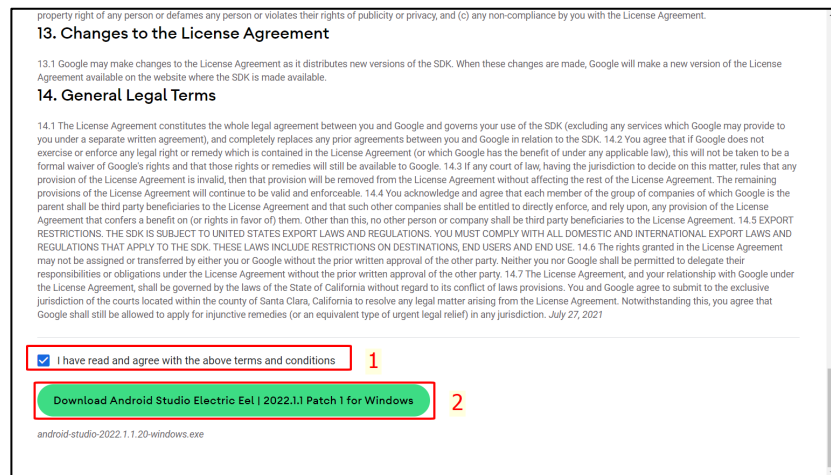 property right of any person or defames any person or violates their rights of publicity or privacy, and (c) any non-compliance by you with the License Agreement.
13. Changes to the License Agreement
13.1 Google may make changes to the License Agreement as it distributes new versions of the SDK. When these changes are made, Google will make a new version of the License
Agreement available on the website where the SDK is made available.
14. General Legal Terms
14.1 The License Agreement constitutes the whole legal agreement between you and Google and governs your use of the SDK (excluding any services which Google may provide to
you under a separate written agreement), and completely replaces any prior agreements between you and Google in relation to the SDK. 14.2 You agree that if Google does not
exercise or enforce any legal right or remedy which is contained in the License Agreement (or which Google has the benefit of under any applicable law), this will not be taken to be a
formal waiver of Google's rights and that those rights or remedies will still be available to Google. 14.3 If any court of law, having the jurisdiction to decide on this matter, rules that any
provision of the License Agreement is invalid, then that provision will be removed from the License Agreement without affecting the rest of the License Agreement. The remaining
provisions of the License Agreement will continue to be valid and enforceable. 14.4 You acknowledge and agree that each member of the group of companies of which Google is the
parent shall be third party beneficiaries to the License Agreement and that such other companies shall be entitled to directly enforce, and rely upon, any provision of the License
Agreement that confers a benefit on (or rights in favor of) them. Other than this, no other person or company shall be third party beneficiaries to the License Agreement. 14.5 EXPORT
RESTRICTIONS. THE SDK IS SUBJECT TO UNITED STATES EXPORT LAWS AND REGULATIONS. YOU MUST COMPLY WITH ALL DOMESTIC AND INTERNATIONAL EXPORT LAWS AND
REGULATIONS THAT APPLY TO THE SDK. THESE LAWS INCLUDE RESTRICTIONS ON DESTINATIONS, END USERS AND END USE. 14.6 The rights granted in the License Agreement
may not be assigned or transferred by either you or Google without the prior written approval of the other party. Neither you nor Google shall be permitted to delegate their
responsibilities or obligations under the License Agreement without the prior written approval of the other party. 14.7 The License Agreement, and your relationship with Google under
the License Agreement, shall be governed by the laws of the State of California without regard to its conflict of laws provisions. You and Google agree to submit to the exclusive
jurisdiction of the courts located within the county of Santa Clara, California to resolve any legal matter arising from the License Agreement. Notwithstanding this, you agree that
Google shall still be allowed to apply for injunctive remedies (or an equivalent type of urgent legal relief) in any jurisdiction. July 27, 2021
I have read and agree with the above terms and conditions 1
Download Android Studio Electric Eel | 2022.1.1 Patch 1 for Windows 2
android-studio-2022.1.1.20-windows.exe